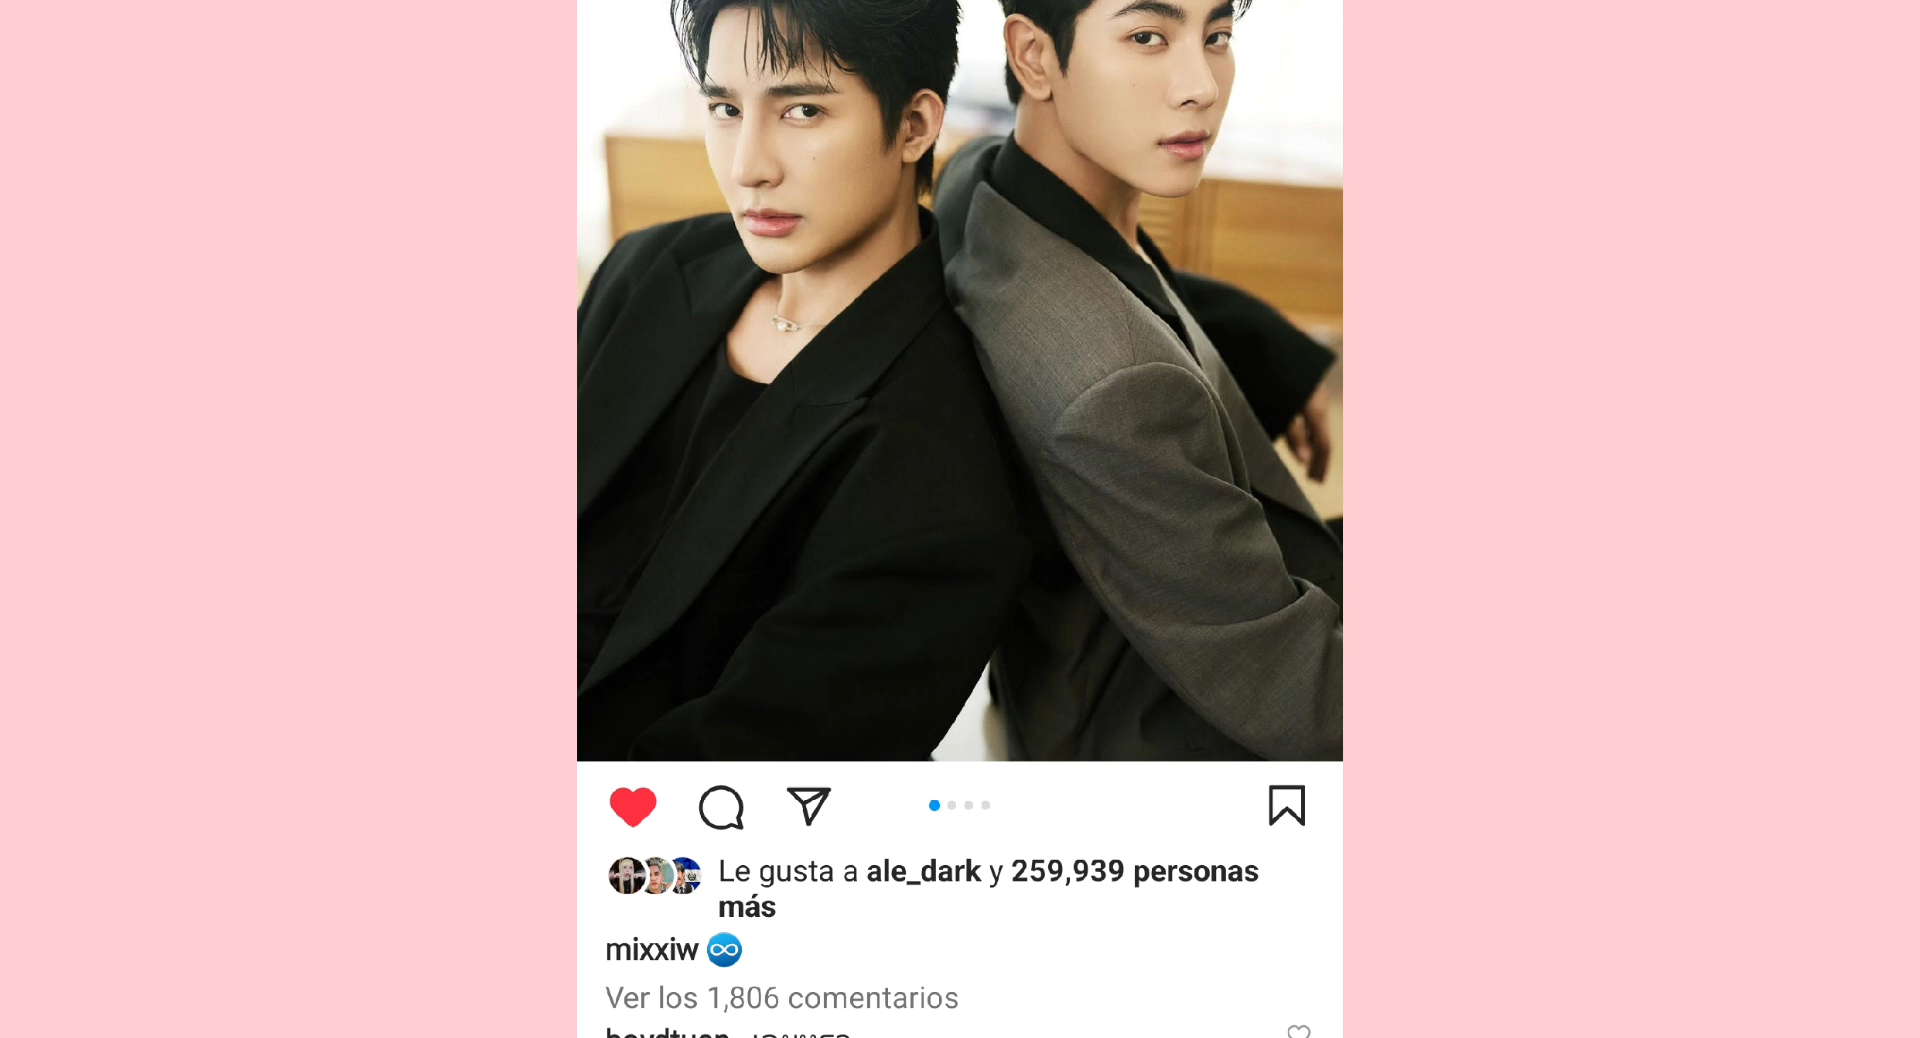 Le gusta a ale_dark y 259,939 personas
más
mixxiw ♾️
Ver los 1,806 comentarios